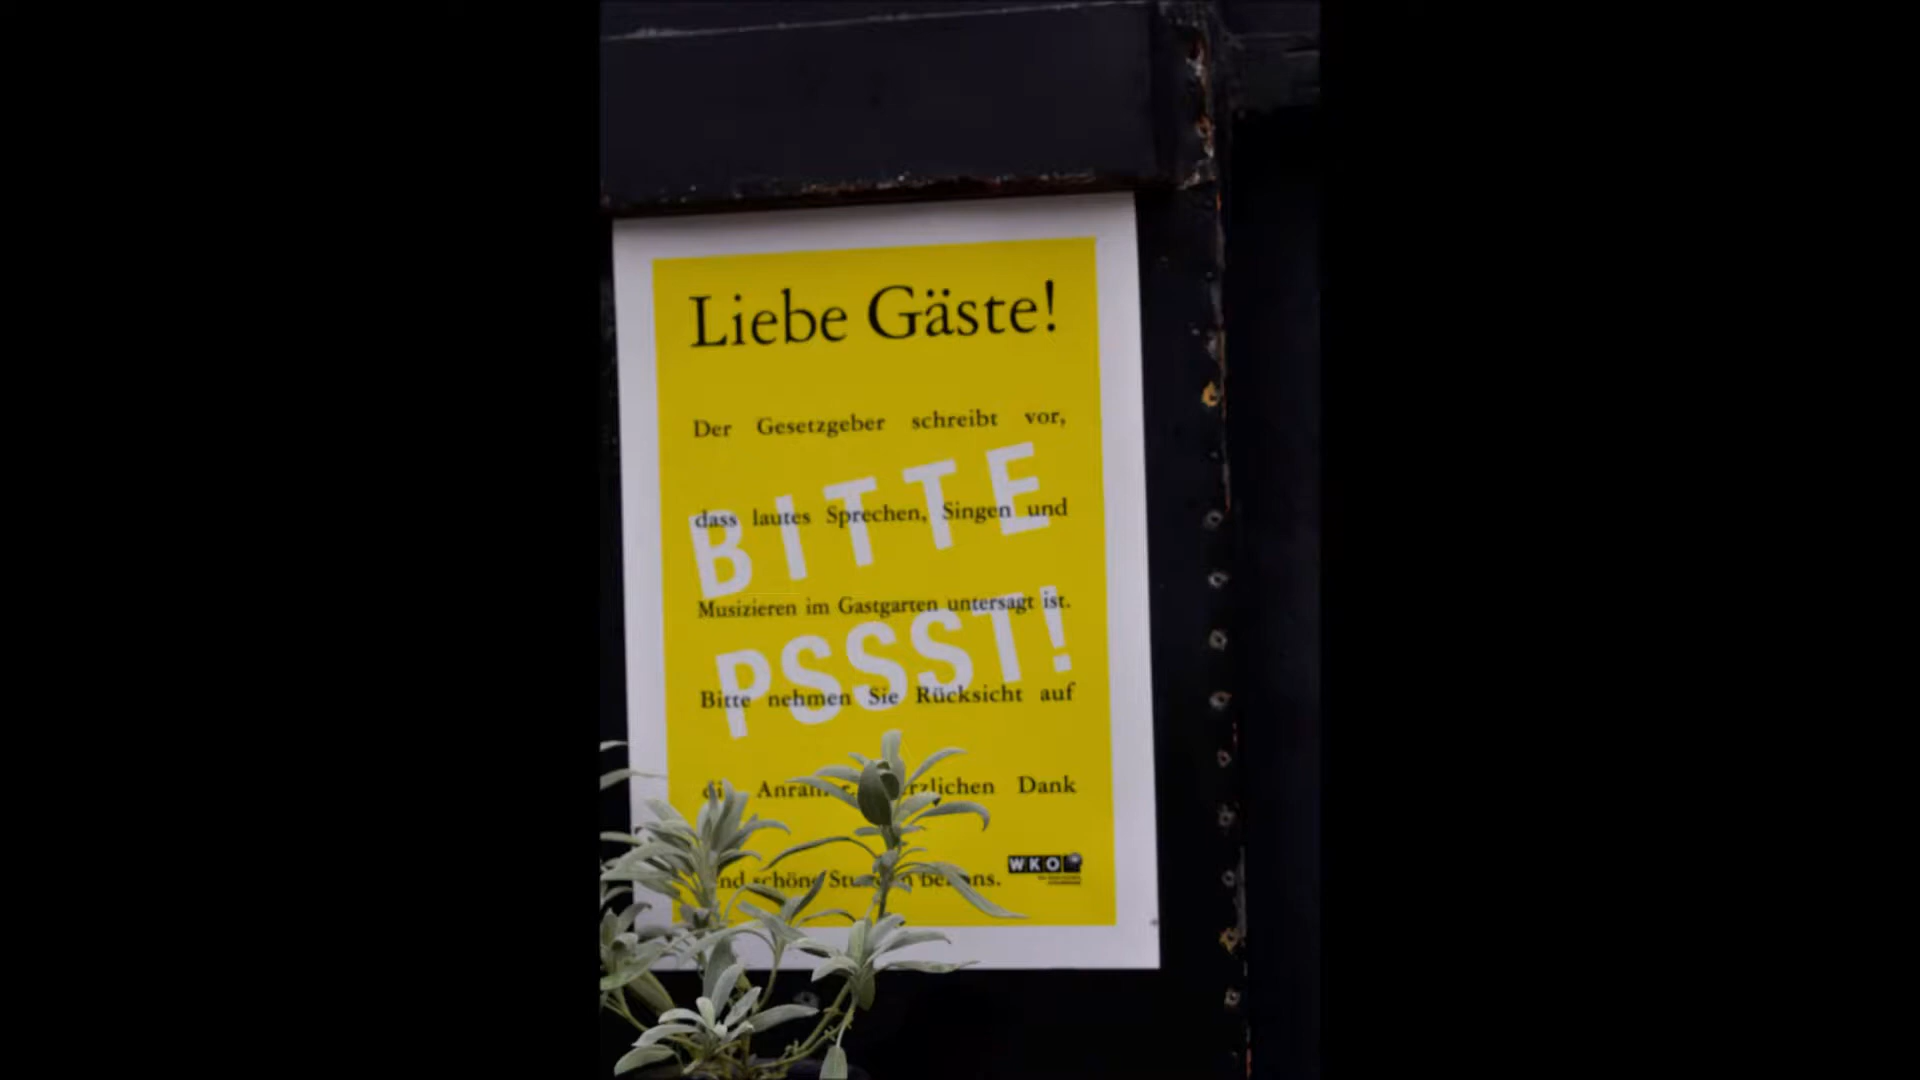 Liebe Gäste!
Der Gesetzgeber schreibt vor,
BITTE
dass lautes Sprechen, Singen und
Musizieren im Gastgarten untersagt ist.
PSSST!
Bitte nehmen Sie Rücksicht auf
Dank
uns.
WKO